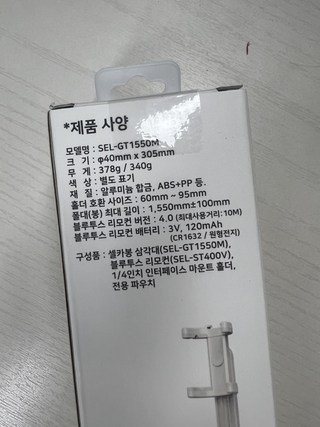 *제품 사양
모델명 : SEL-GT1550M
크 기 : φ40mm x 305mm
무 게 : 378g / 340g
색 상 : 별도 표기
재 질 : 알루미늄 합금, ABS+PP 등.
홀더 호환 사이즈 : 60mm ~ 95mm
폴대(봉) 최대 길이 : 1,550mm±100mm
블루투스 리모컨 버전 : 4.0 (최대사용거리:10M)
블루투스 리모컨 배터리 : 3V, 120mAh
(CR1632 / 원형전지)
구성품 : 셀카봉 삼각대(SEL-GT1550M),
블루투스 리모컨(SEL-ST400V),
1/4인치 인터페이스 마운트 홀더,
전용 파우치